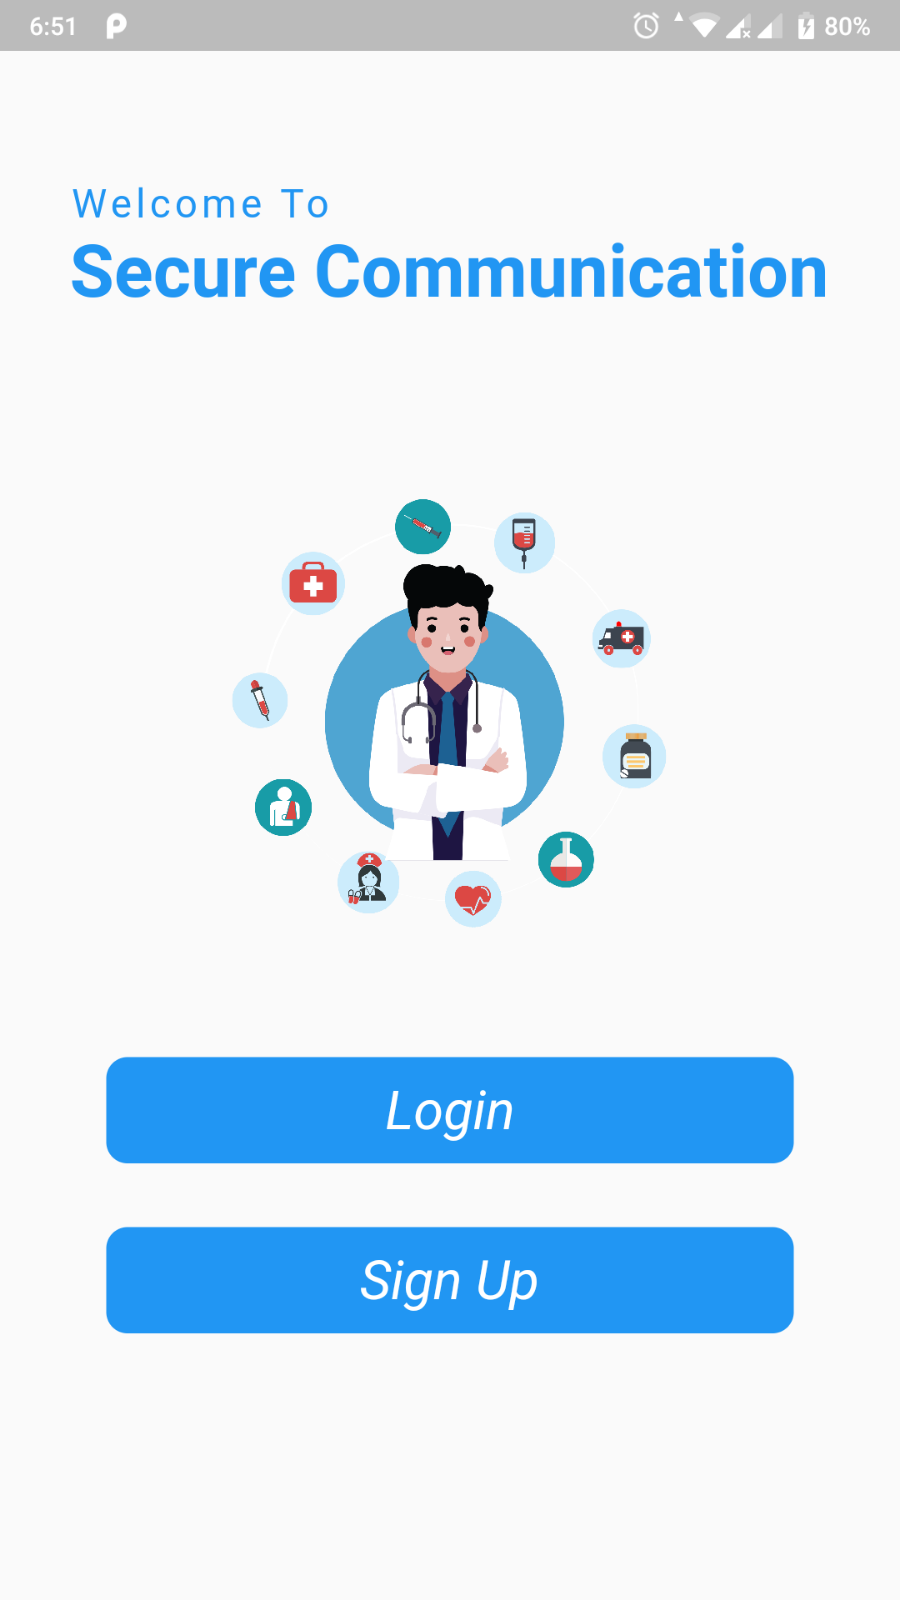 6:51 80%
Welcome To
Secure Communication
Login
Sign Up